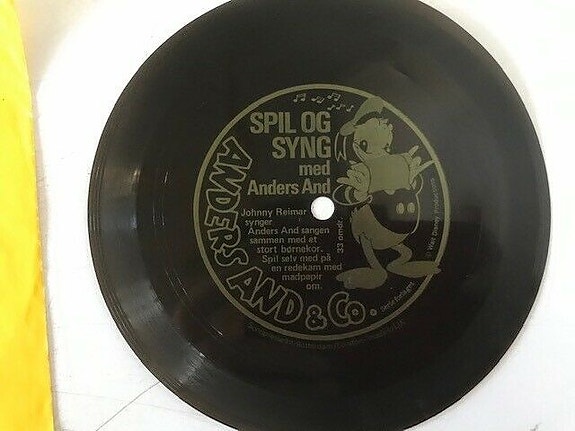 SPIL OG
SYNG
med
Anders And
Johnny Reimar
synger
Anders And sangen
sammen med et
stort børnekor.
Spil selv med på
en redekam med
madpapir
om.
33 omdr.
ANDERS AND & Co.
© Walt Disney Productions